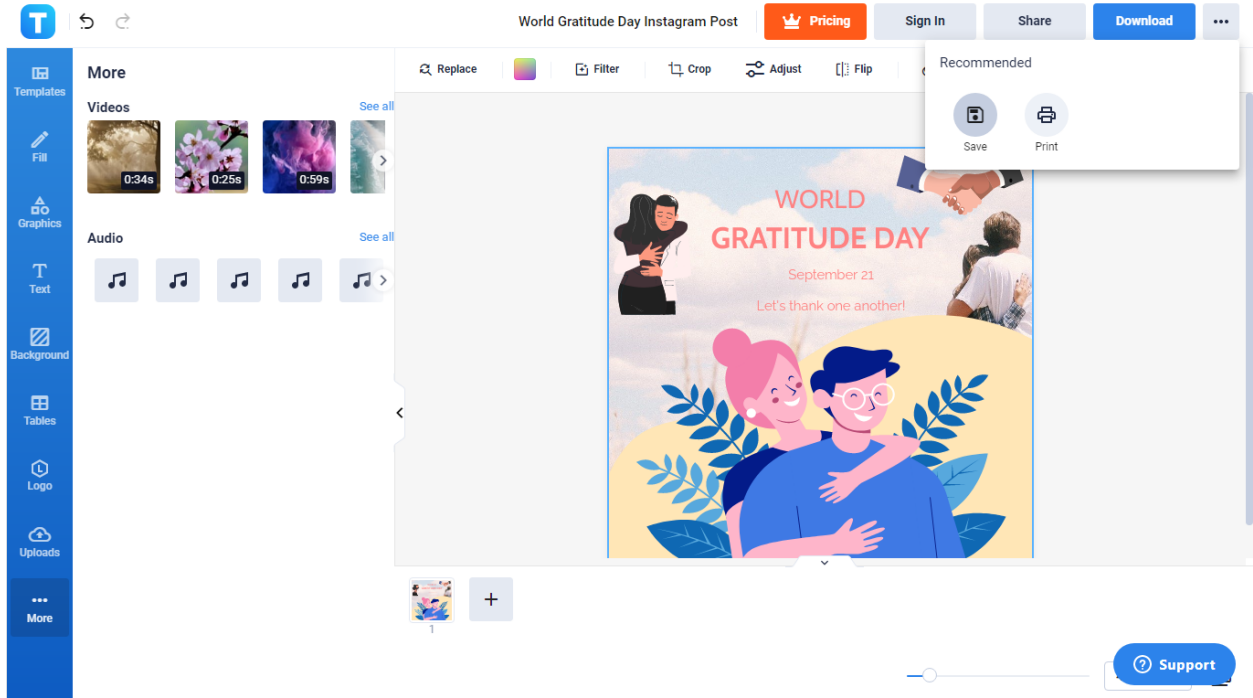 T
World Gratitude Day Instagram Post
Pricing
Sign In
Share
Download
Templates
Fill
Graphics
Text
Background
Tables
Logo
Uploads
More
More
Videos
See all
0:34s
0:25s
0:59s
Audio
See all
Replace
Filter
Crop
Adjust
Flip
Recommended
Save
Print
WORLD
GRATITUDE DAY
September 21
Let's thank one another!
1
Support